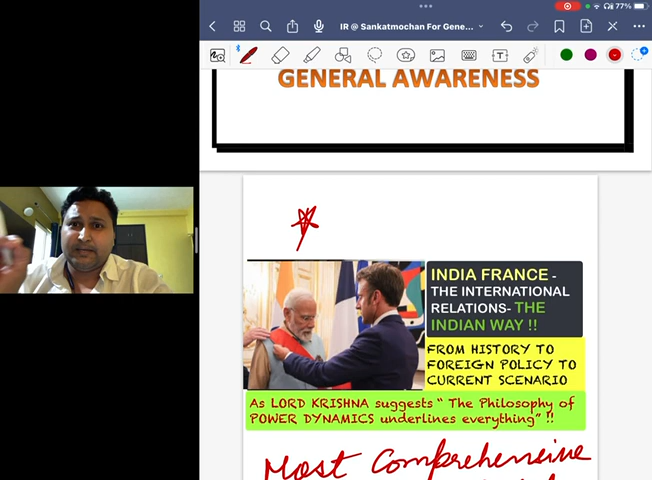 77%
IR @ Sankatmochan For Gene...
GENERAL AWARENESS
INDIA FRANCE -
THE INTERNATIONAL
RELATIONS- THE
INDIAN WAY !!
FROM HISTORY TO
FOREIGN POLICY TO
CURRENT SCENARIO
As LORD KRISHNA suggests " The Philosophy of
POWER DYNAMICS underlines everything" !!
Most Comprehensive